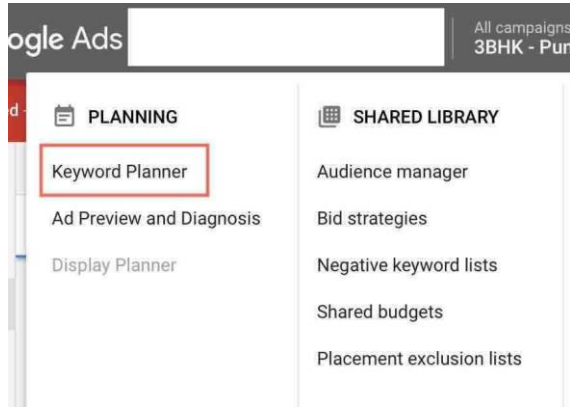 ogle Ads
All campaigns
3BHK - Pun
ed -
PLANNING
Keyword Planner
Ad Preview and Diagnosis
Display Planner
SHARED LIBRARY
Audience manager
Bid strategies
Negative keyword lists
Shared budgets
Placement exclusion lists